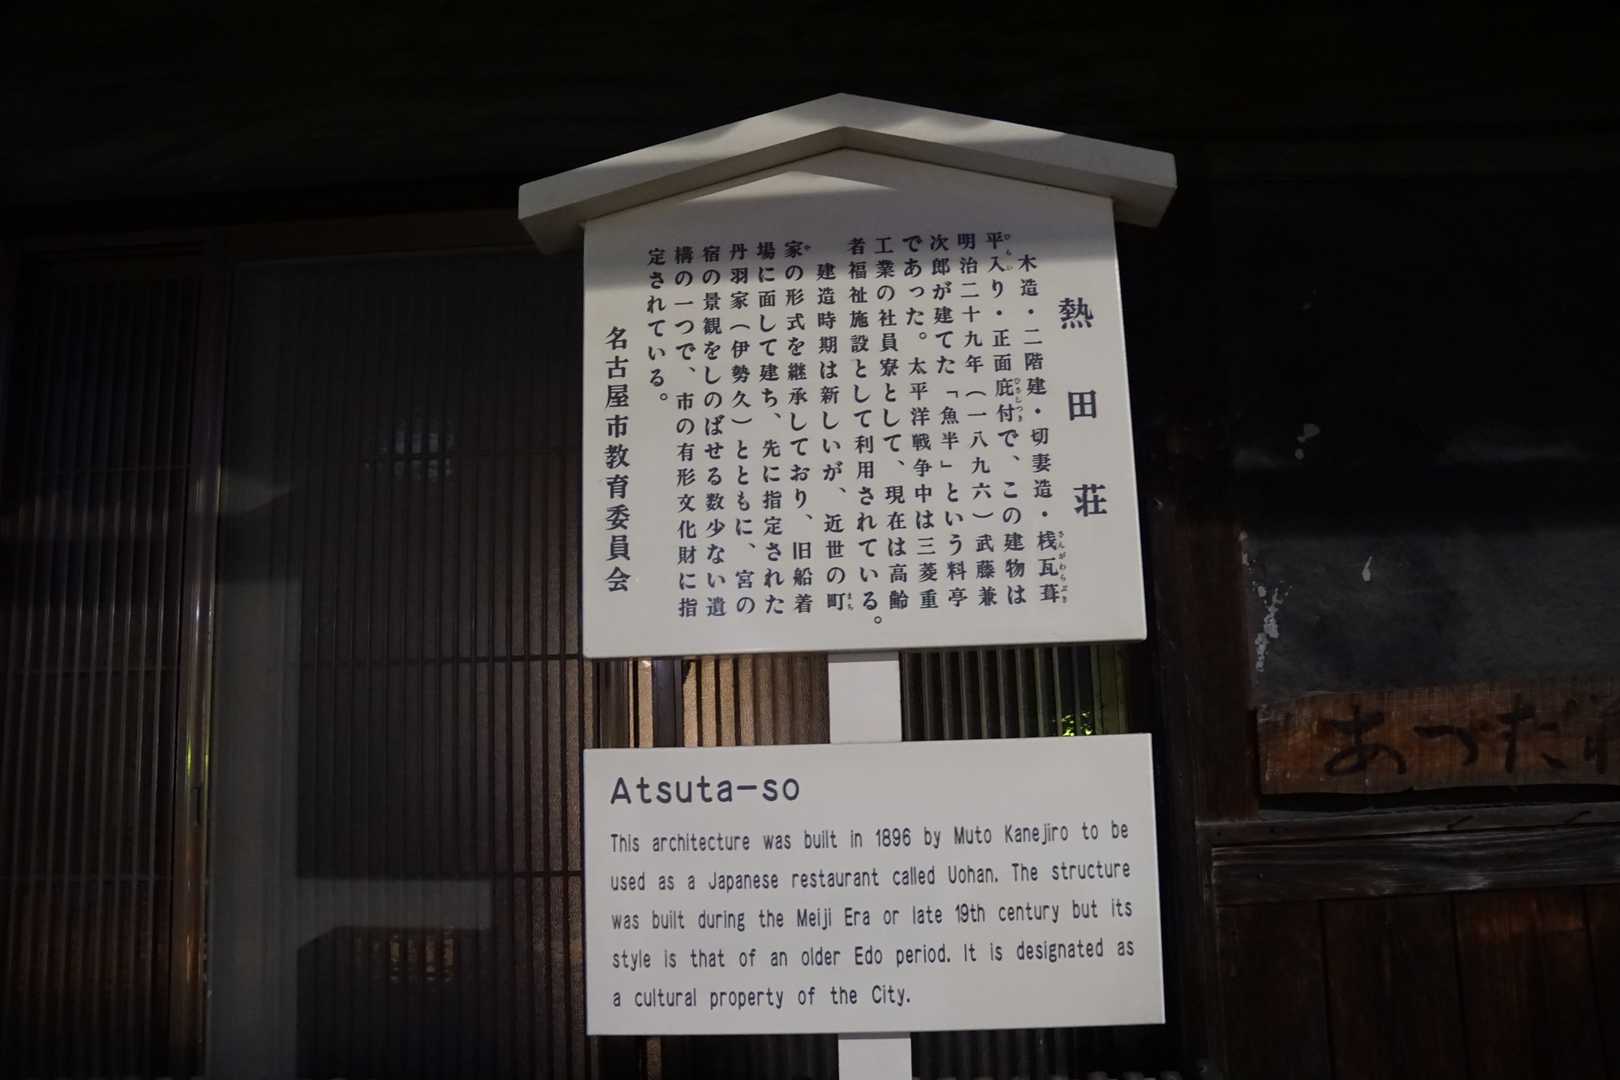 熱田荘
木造・二階建・切妻造・桟瓦葺
平入り・正面庇付で、この建物は
明治二十九年（一八九六）武藤兼
次郎が建てた「魚半」という料亭
であった。太平洋戦争中は三菱重
工業の社員寮として、現在は高齢
者福祉施設として利用されている。
建造時期は新しいが、近世の町
家の形式を継承しており、旧船着
場に面して建ち、先に指定された
丹羽家（伊勢久）とともに、宮の
宿の景観をしのばせる数少ない遺
構の一つで、市の有形文化財に指
定されている。
名古屋市教育委員会
Atsuta-so
This architecture was built in 1896 by Muto Kanejiro to be
used as a Japanese restaurant called Uohan. The structure
was built during the Meiji Era or late 19th century but its
style is that of an older Edo period. It is designated as
a cultural property of the City.
あつた